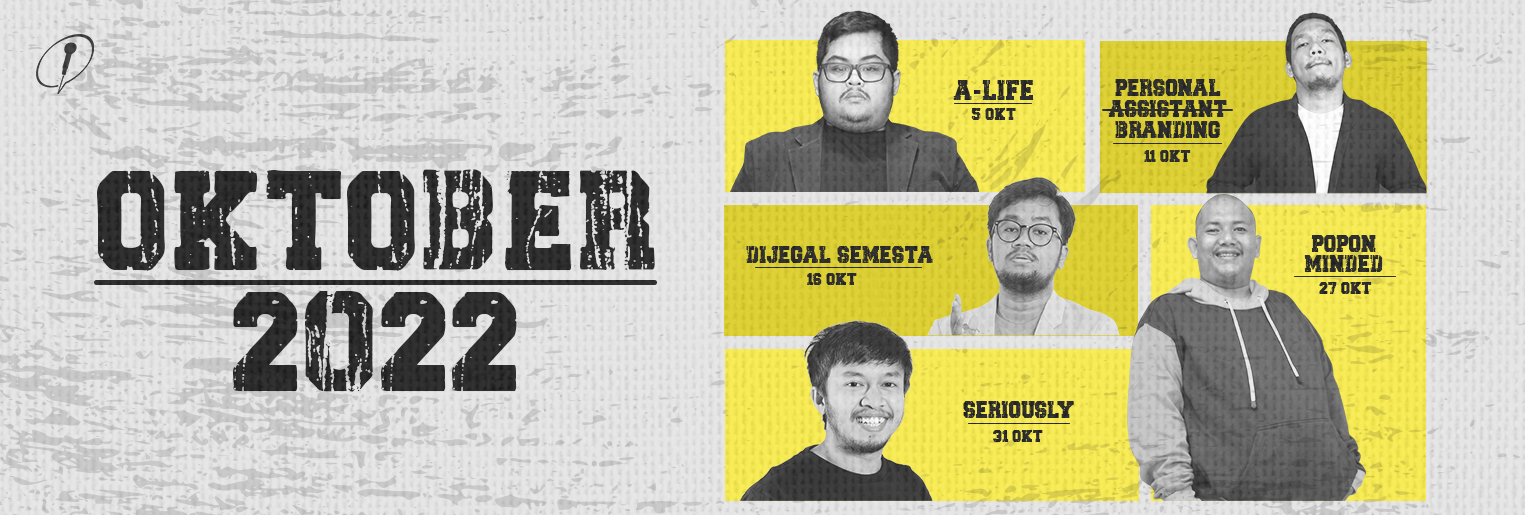 OKTOBER
2022
A-LIFE
5 OKT
PERSONAL
ASSISTANT
BRANDING
11 OKT
DIJEGAL SEMESTA
16 OKT
POPON
MINDED
27 OKT
SERIOUSLY
31 OKT